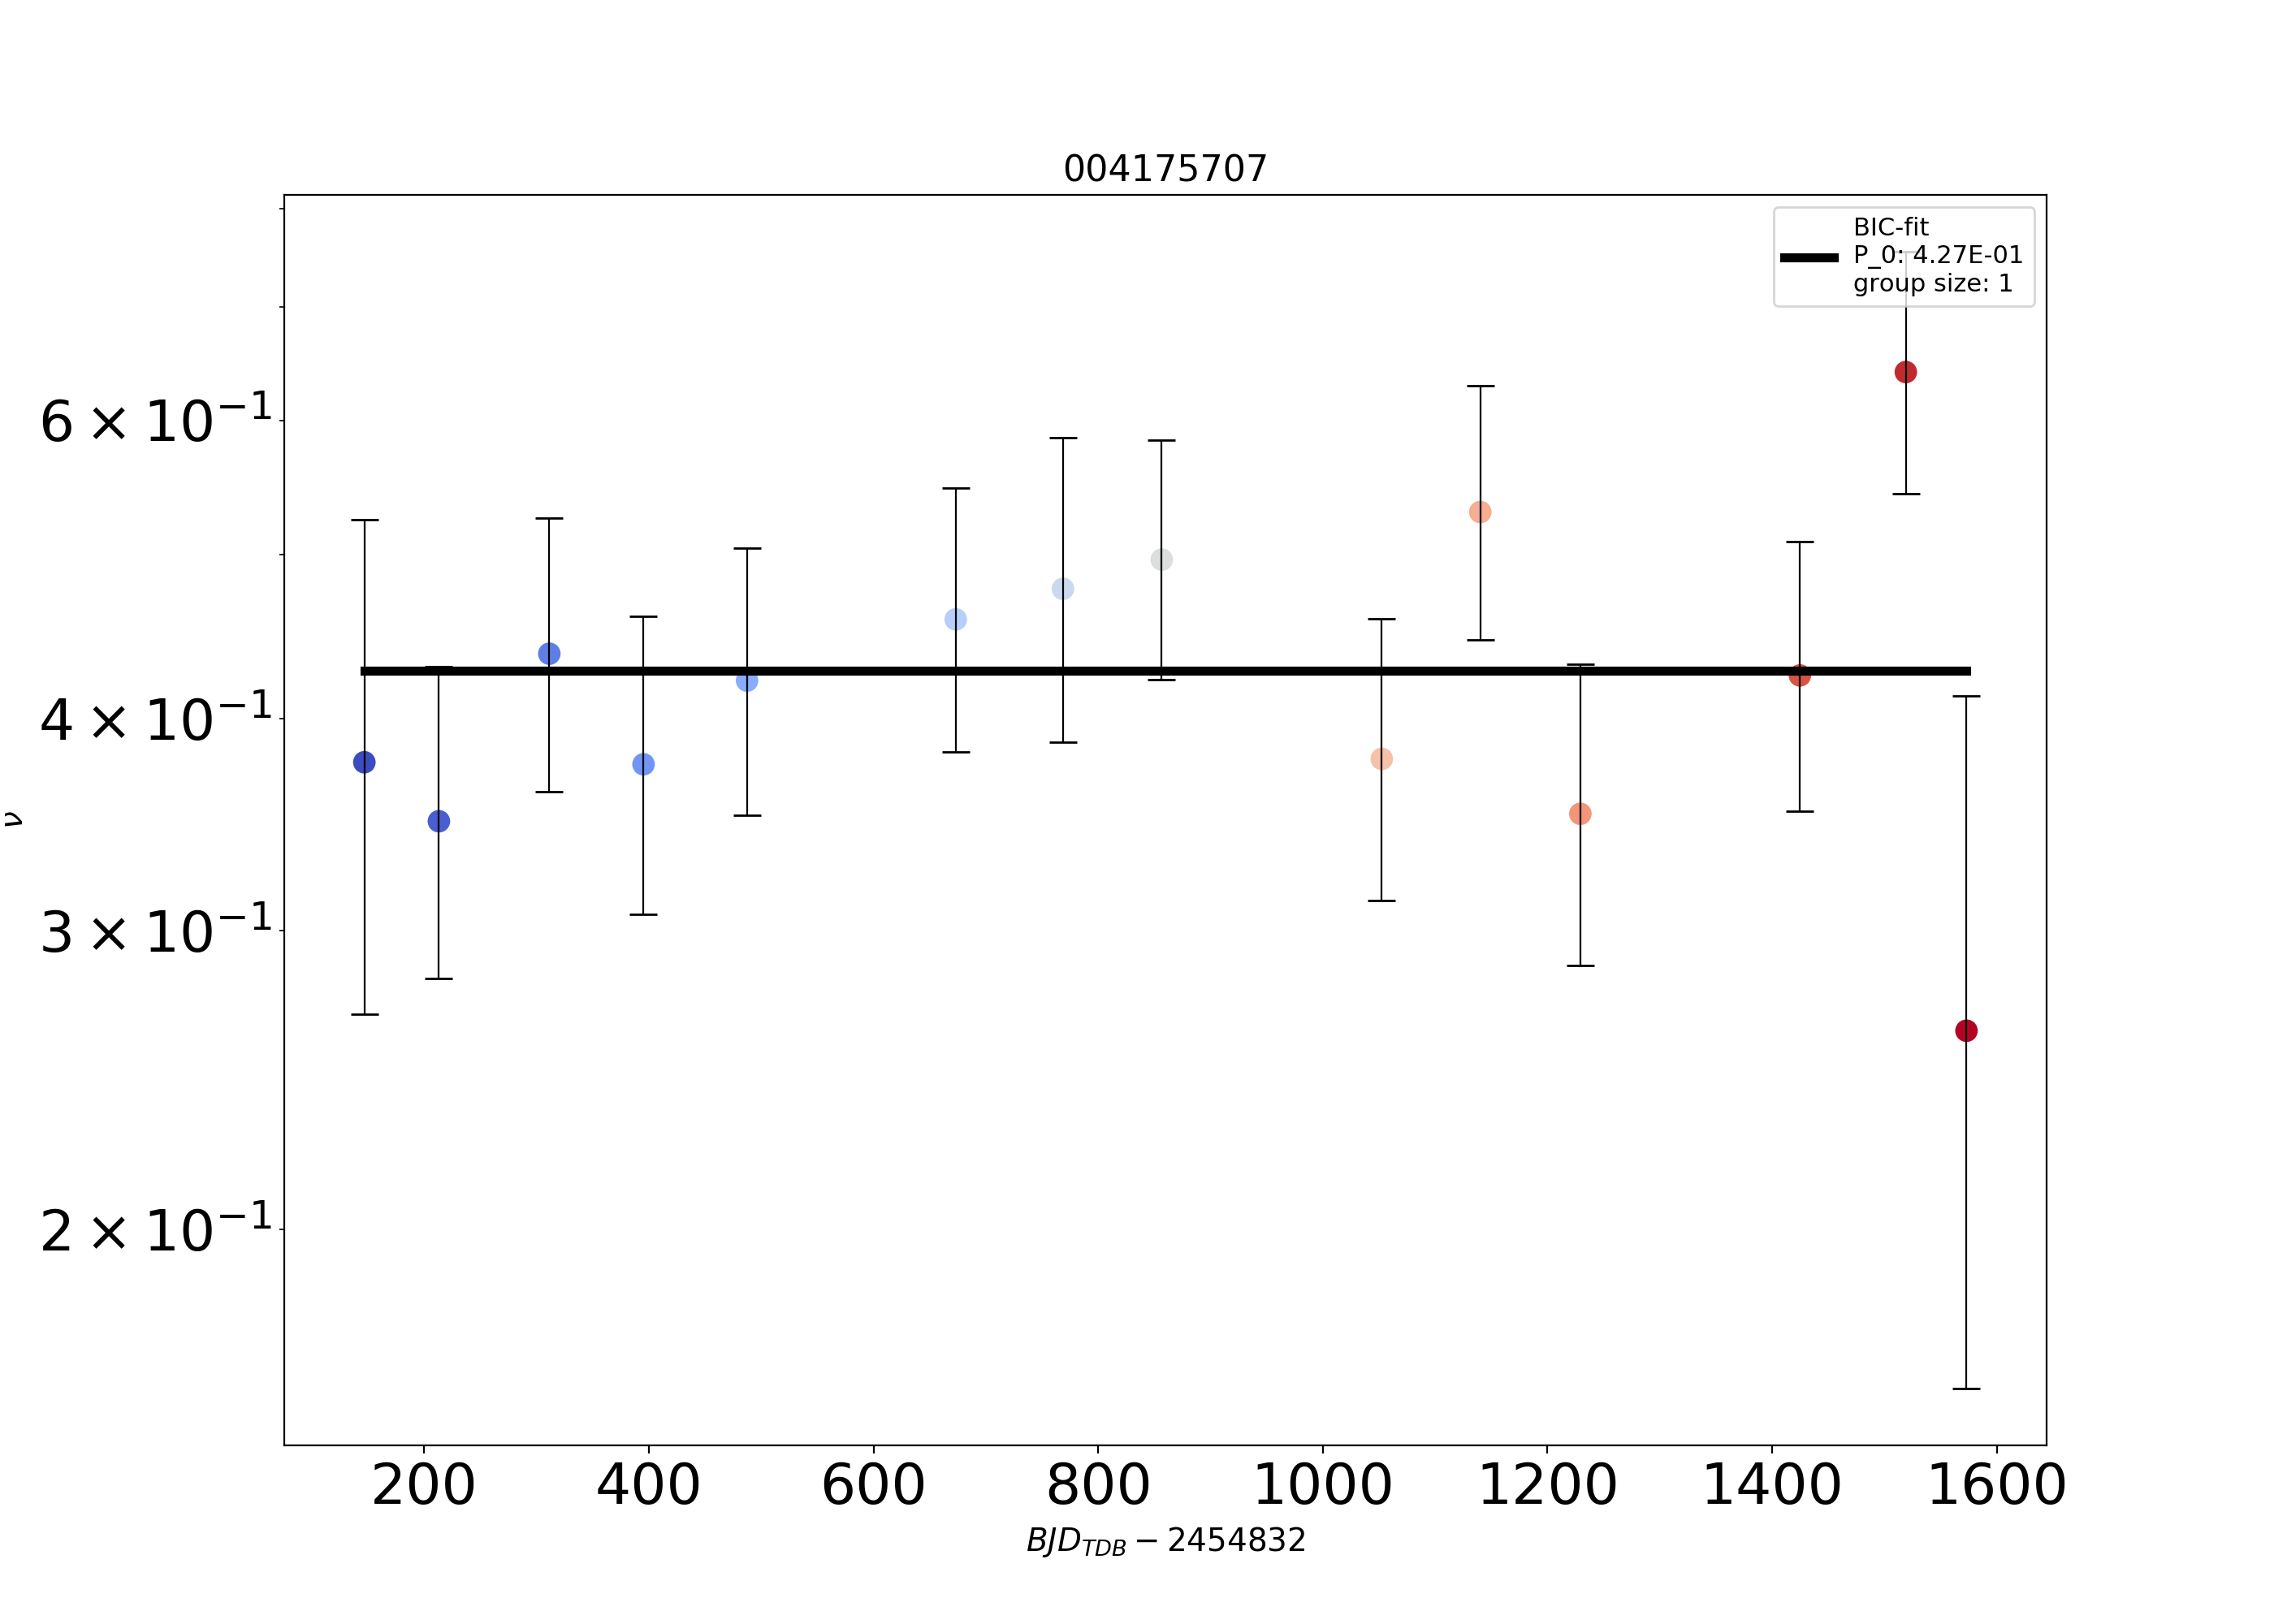 004175707
BIC-fit
P_0: 4.27E-01
group size: 1
6 × 10⁻¹
4 × 10⁻¹
3 × 10⁻¹
2 × 10⁻¹
ν
200 400 600 800 1000 1200 1400 1600
BJD_TDB − 2454832